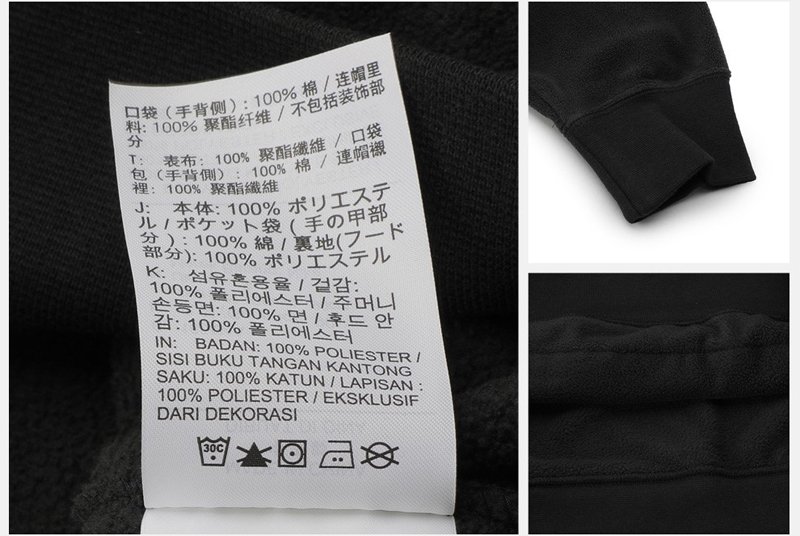 口袋（手背侧）: 100% 棉 / 连帽里
料: 100% 聚酯纤维 / 不包括装饰部
分
T: 表布: 100% 聚酯纖維 / 口袋
包（手背側）: 100% 棉 / 連帽襯
裡: 100% 聚酯纖維
J: 本体: 100% ポリエステ
ル / ポケット袋 ( 手の甲部
分 ) : 100% 綿 / 裏地(フード
部分): 100% ポリエステル
K: 섬유혼용율 / 겉감:
100% 폴리에스터 / 주머니
손등면: 100% 면 / 후드 안
감: 100% 폴리에스터
IN: BADAN: 100% POLIESTER /
SISI BUKU TANGAN KANTONG
SAKU: 100% KATUN / LAPISAN :
100% POLIESTER / EKSKLUSIF
DARI DEKORASI
30C